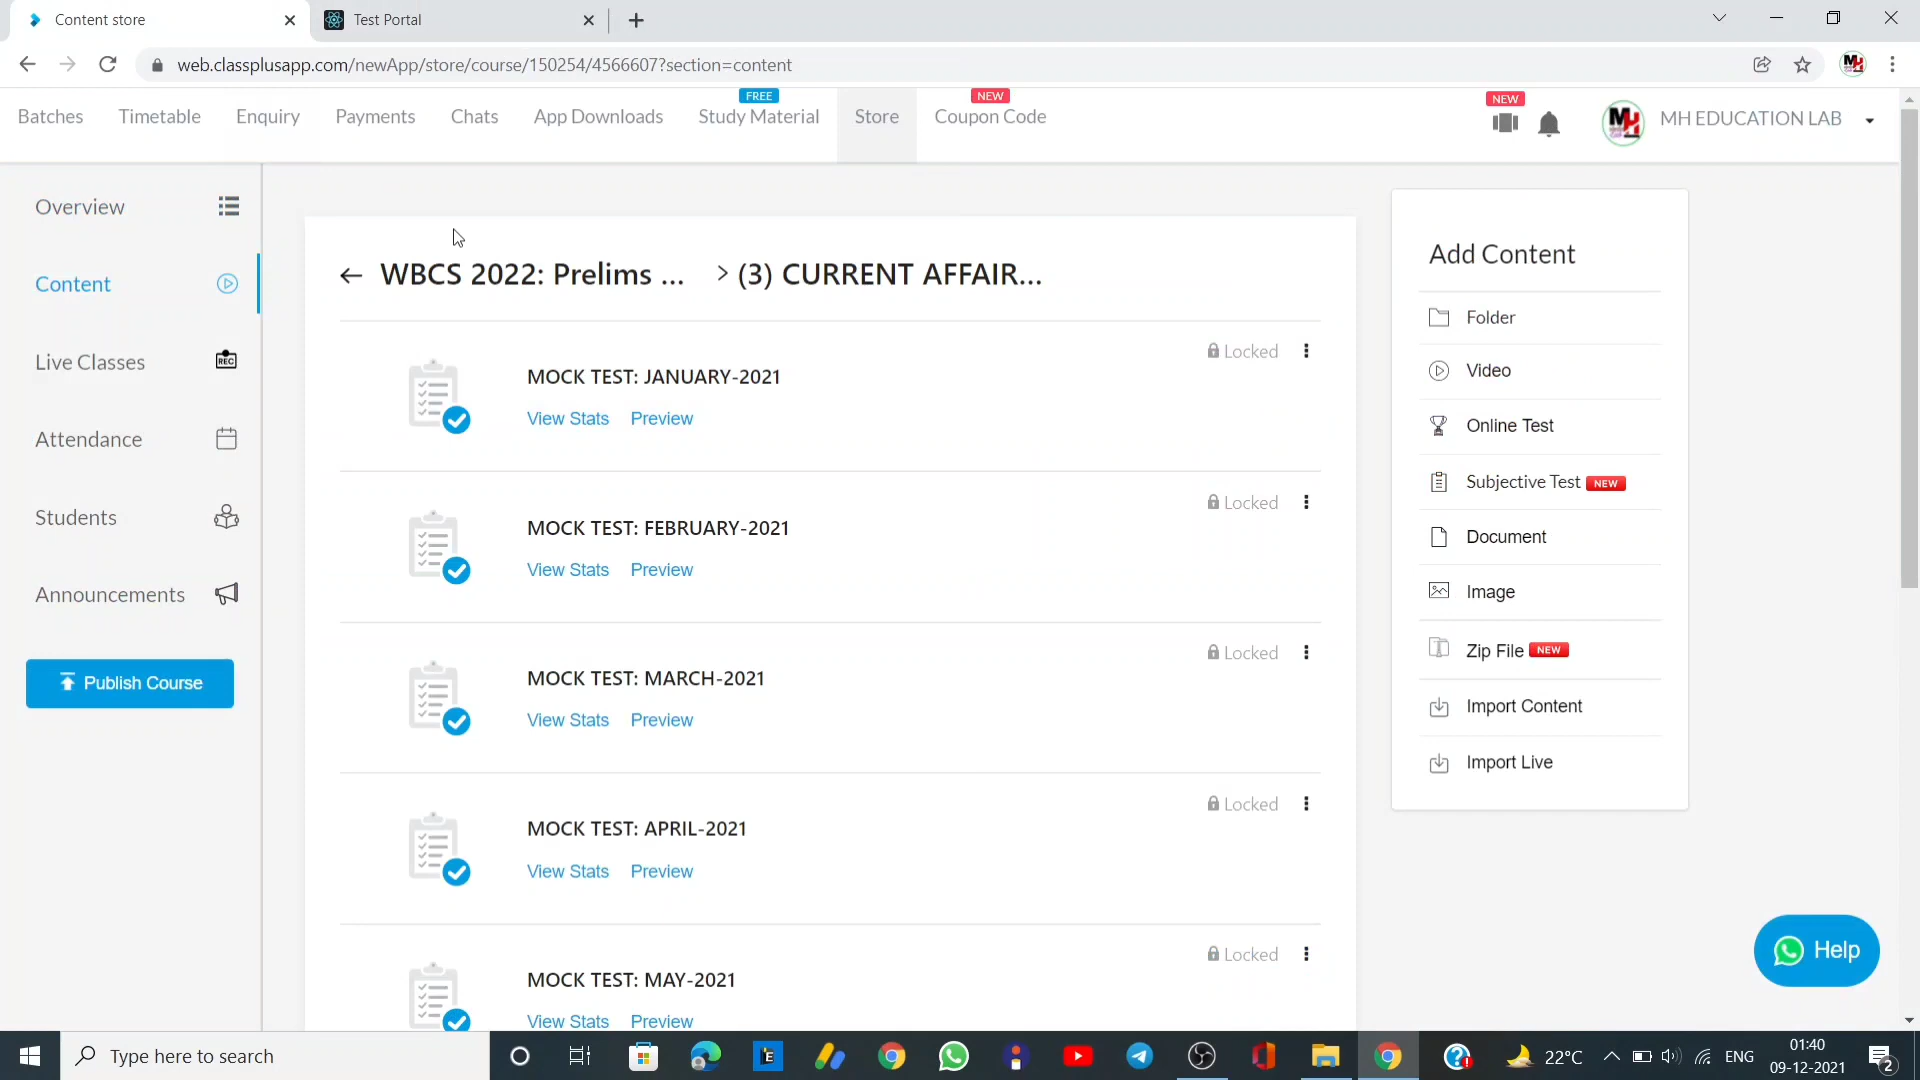 Content store
Test Portal
web.classplusapp.com/newApp/store/course/150254/4566607?section=content
Batches
Timetable
Enquiry
Payments
Chats
App Downloads
FREE
Study Material
Store
NEW
Coupon Code
NEW
MH EDUCATION LAB
Overview
Content
Live Classes
REC
Attendance
Students
Announcements
Publish Course
WBCS 2022: Prelims ... > (3) CURRENT AFFAIR...
Locked
MOCK TEST: JANUARY-2021
View Stats Preview
Locked
MOCK TEST: FEBRUARY-2021
View Stats Preview
Locked
MOCK TEST: MARCH-2021
View Stats Preview
Locked
MOCK TEST: APRIL-2021
View Stats Preview
Locked
MOCK TEST: MAY-2021
View Stats Preview
Add Content
Folder
Video
Online Test
Subjective Test NEW
Document
Image
Zip File NEW
Import Content
Import Live
Help
Type here to search
22°C
ENG
01:40
09-12-2021
2